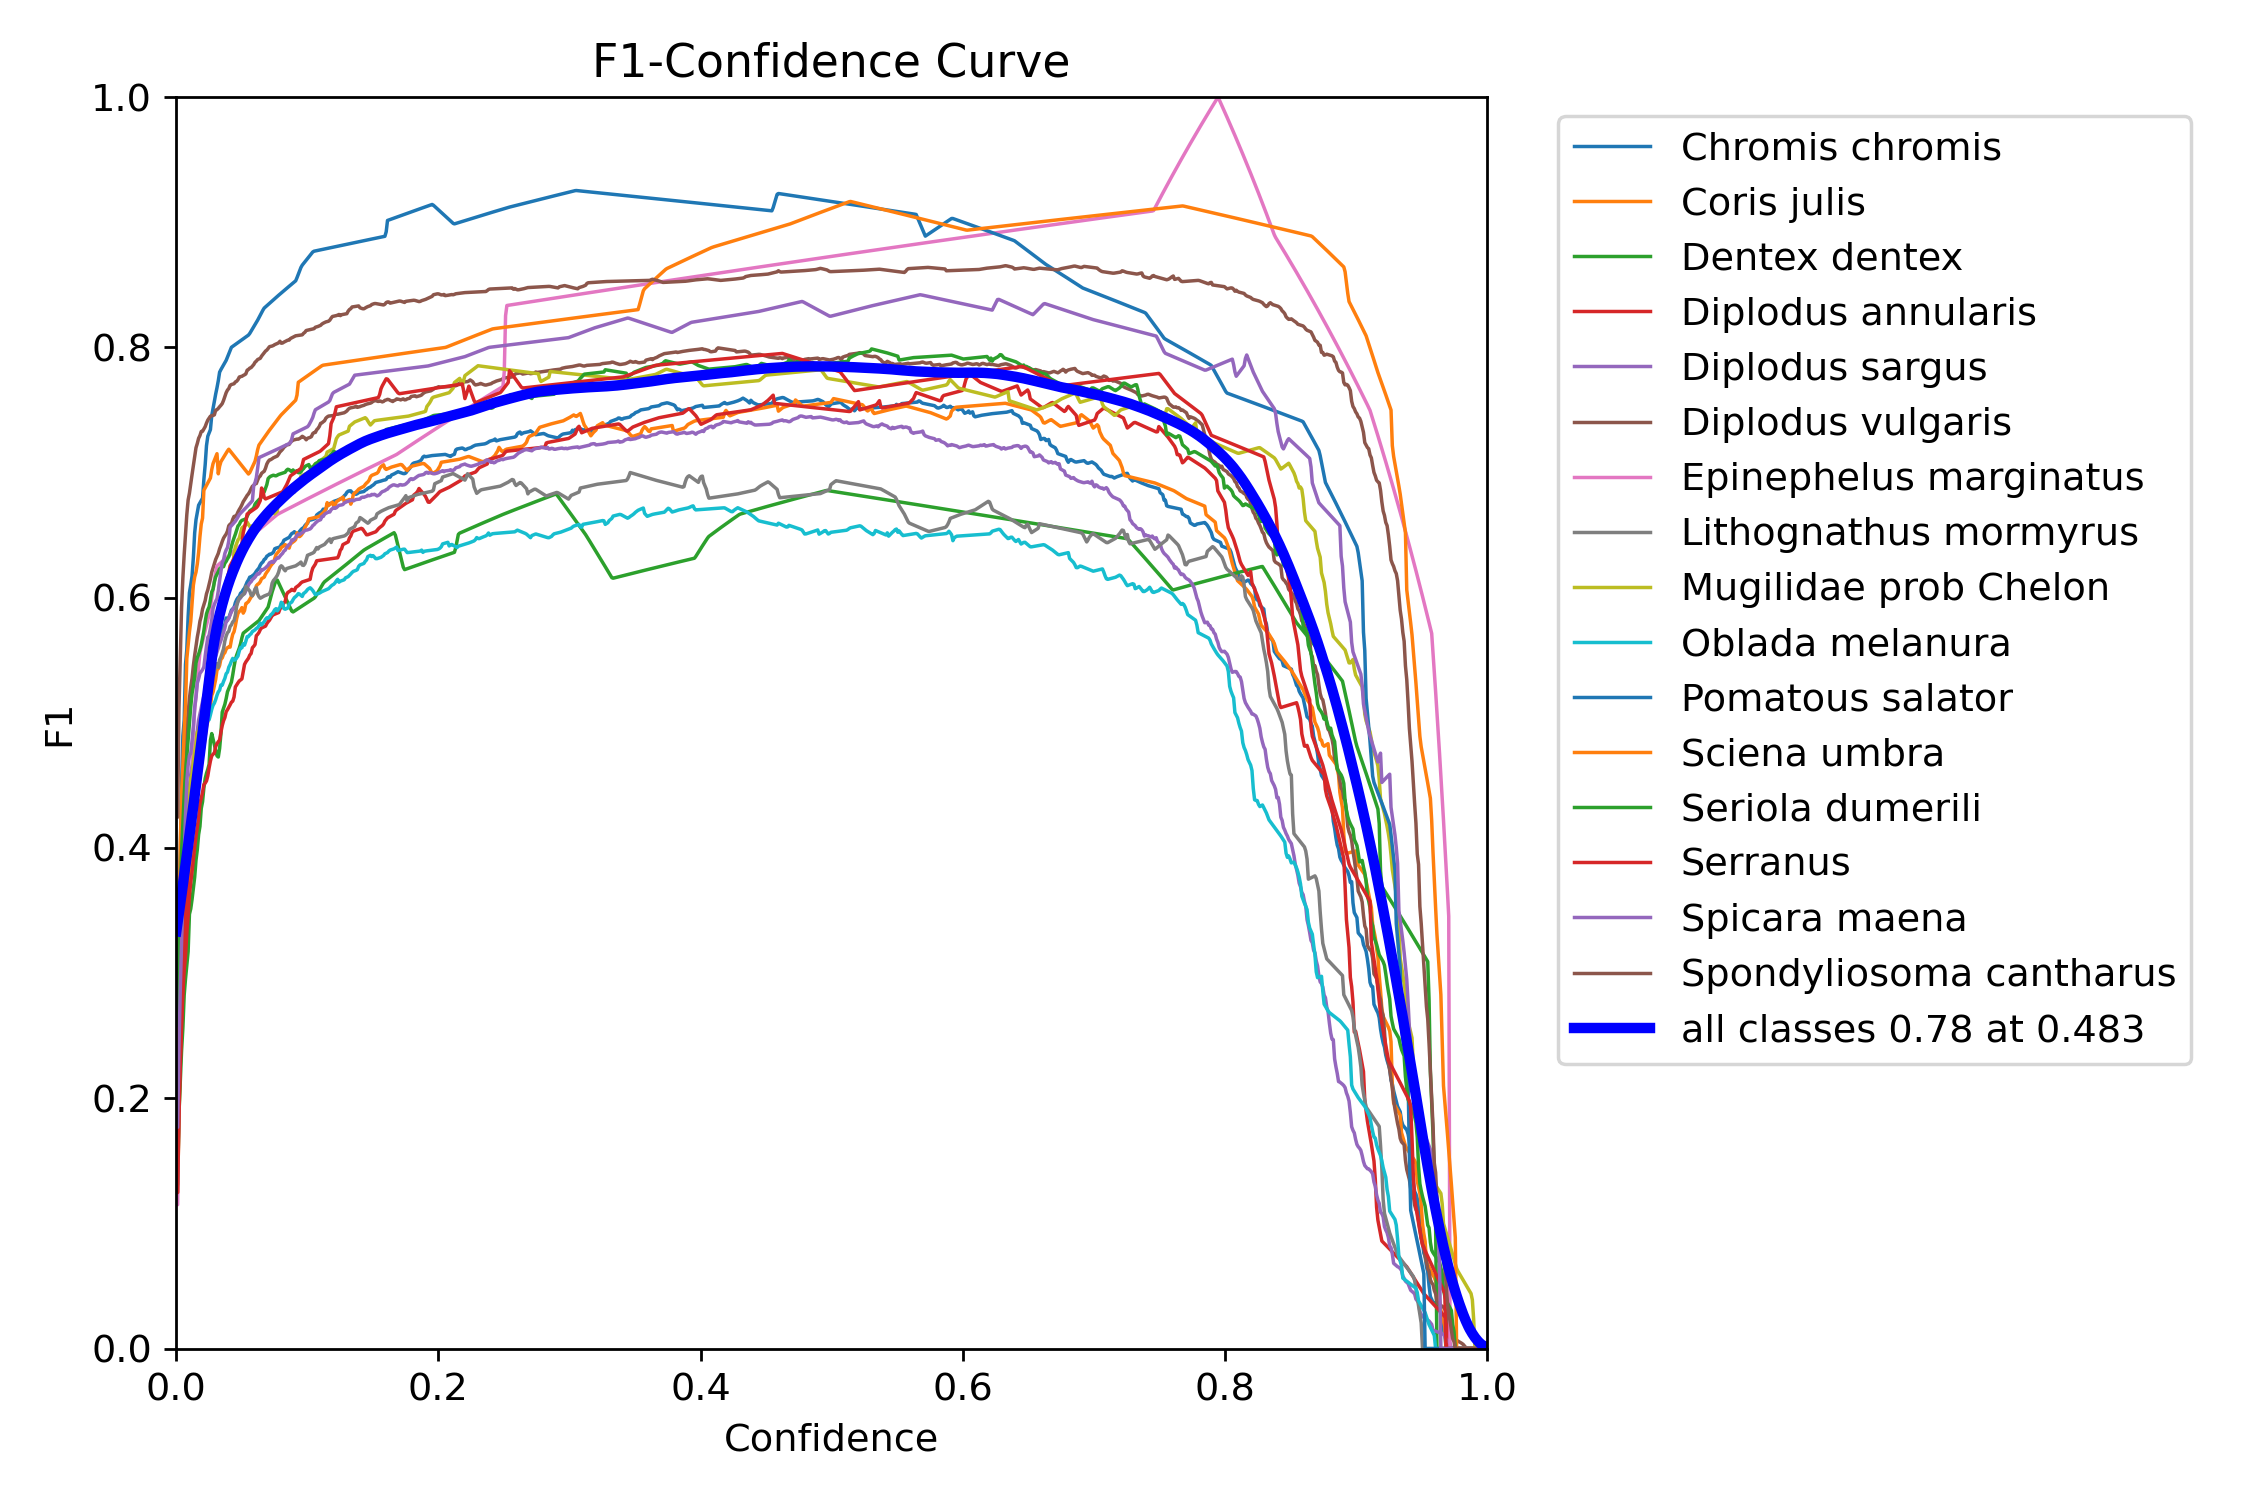 F1-Confidence Curve
1.0
0.8
0.6
0.4
0.2
0.0
F1
0.0 0.2 0.4 0.6 0.8 1.0
Confidence
Chromis chromis
Coris julis
Dentex dentex
Diplodus annularis
Diplodus sargus
Diplodus vulgaris
Epinephelus marginatus
Lithognathus mormyrus
Mugilidae prob Chelon
Oblada melanura
Pomatous salator
Sciena umbra
Seriola dumerili
Serranus
Spicara maena
Spondyliosoma cantharus
all classes 0.78 at 0.483